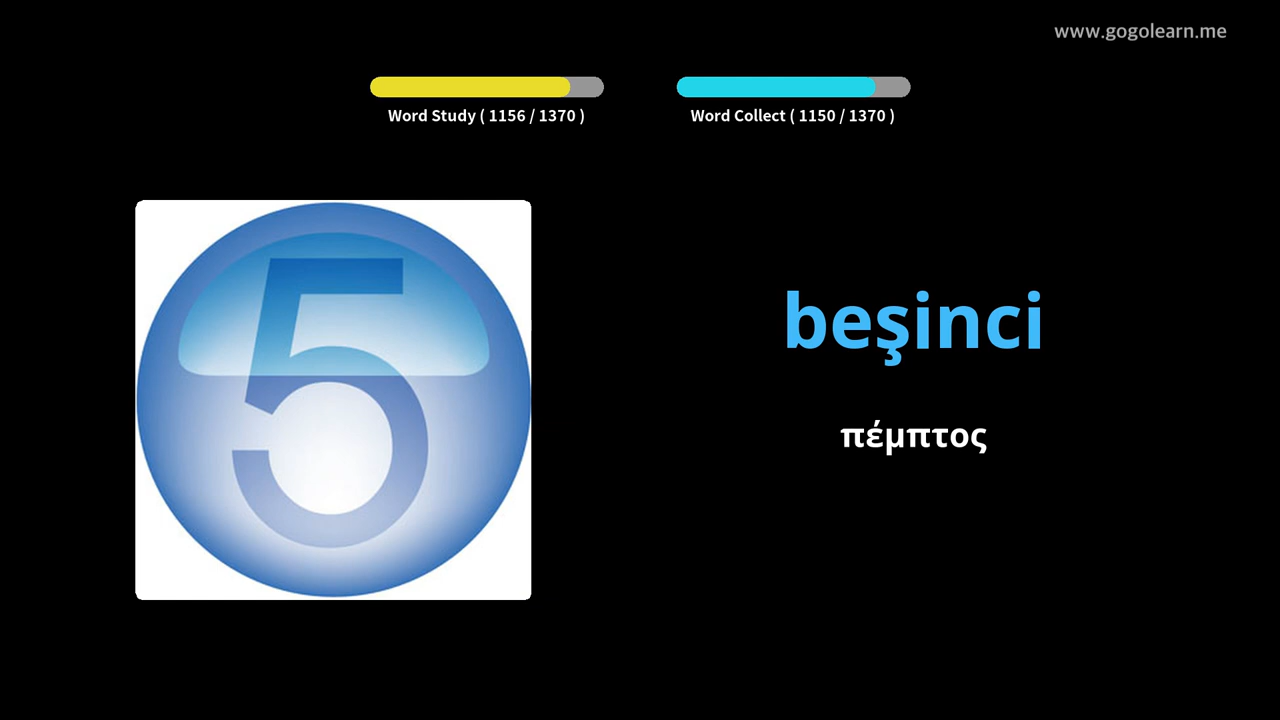 www.gogolearn.me
Word Study ( 1156 / 1370 )
Word Collect ( 1150 / 1370 )
5
beşinci
πέμπτος